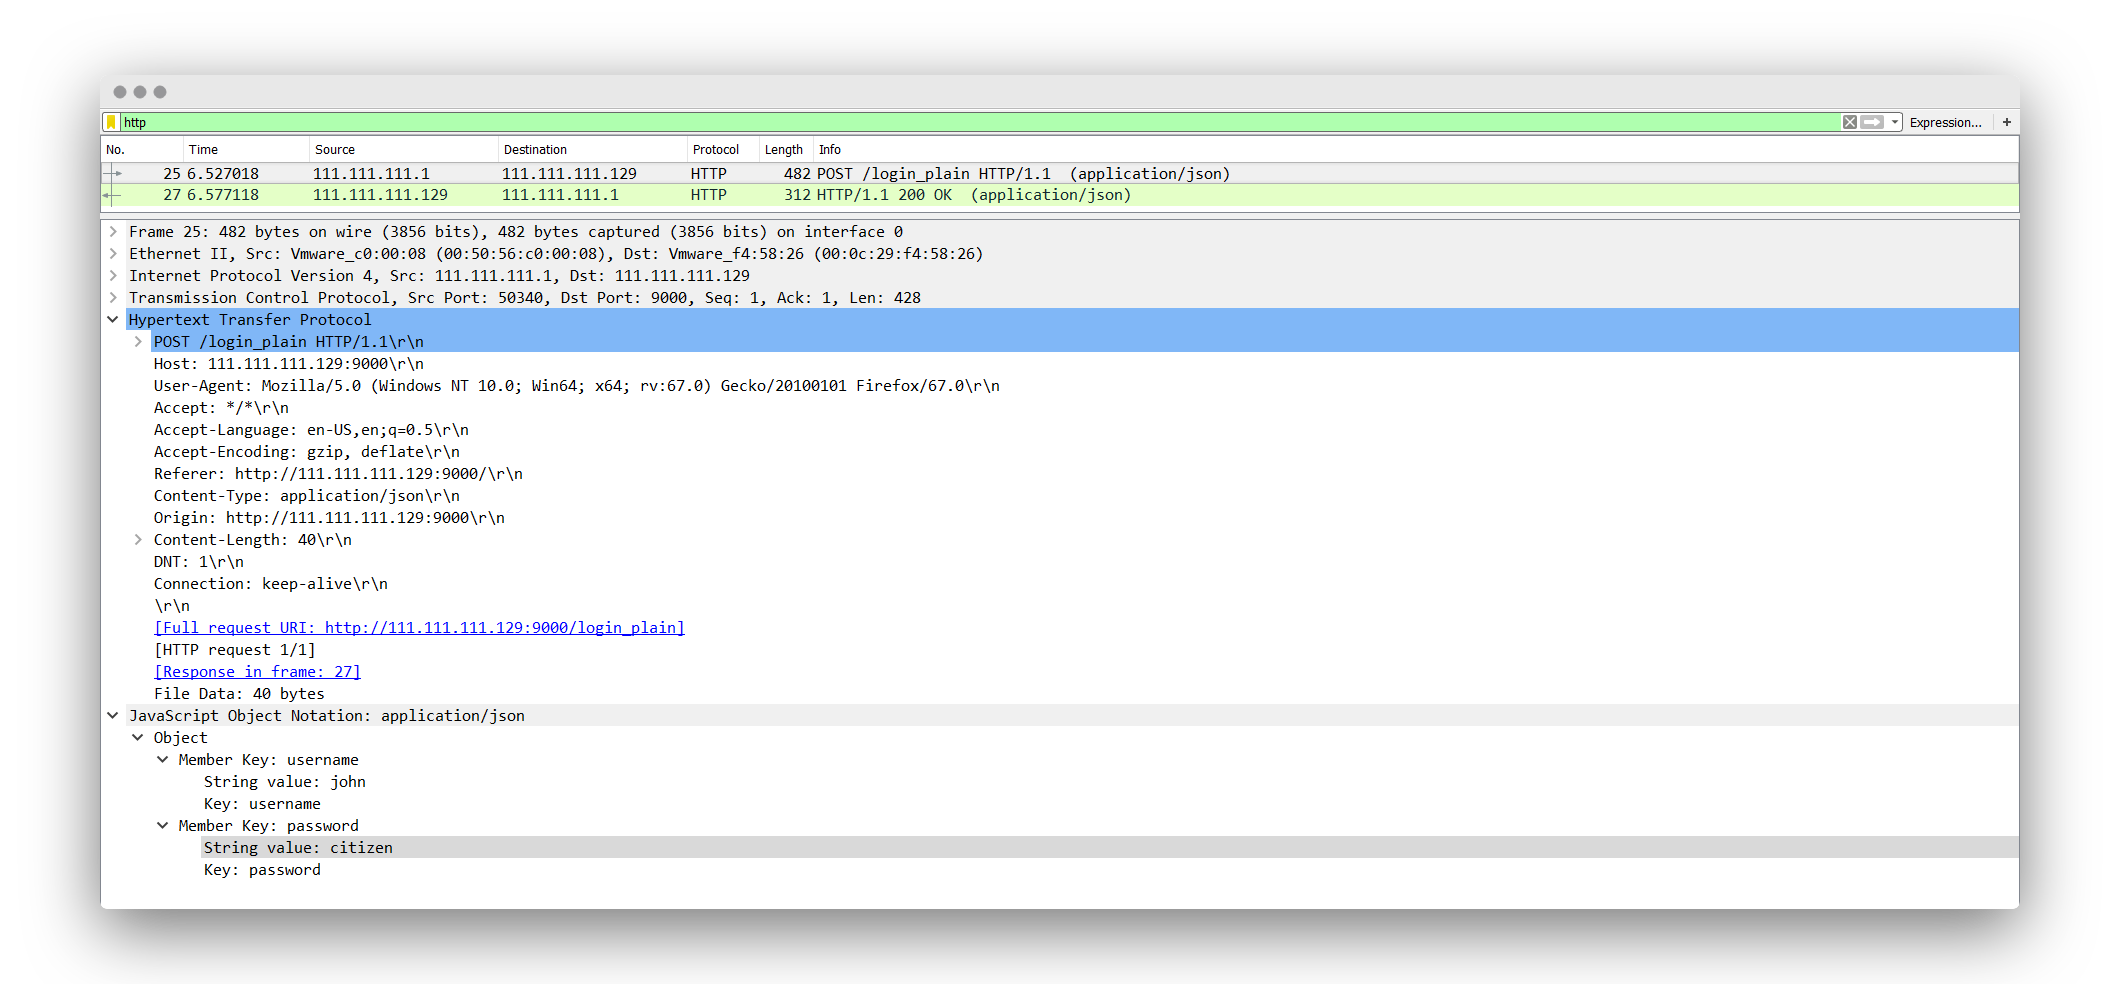 http Expression... +
No. Time Source Destination Protocol Length Info
25 6.527018 111.111.111.1 111.111.111.129 HTTP 482 POST /login_plain HTTP/1.1 (application/json)
27 6.577118 111.111.111.129 111.111.111.1 HTTP 312 HTTP/1.1 200 OK (application/json)
Frame 25: 482 bytes on wire (3856 bits), 482 bytes captured (3856 bits) on interface 0
Ethernet II, Src: Vmware_c0:00:08 (00:50:56:c0:00:08), Dst: Vmware_f4:58:26 (00:0c:29:f4:58:26)
Internet Protocol Version 4, Src: 111.111.111.1, Dst: 111.111.111.129
Transmission Control Protocol, Src Port: 50340, Dst Port: 9000, Seq: 1, Ack: 1, Len: 428
Hypertext Transfer Protocol
POST /login_plain HTTP/1.1\r\n
Host: 111.111.111.129:9000\r\n
User-Agent: Mozilla/5.0 (Windows NT 10.0; Win64; x64; rv:67.0) Gecko/20100101 Firefox/67.0\r\n
Accept: */*\r\n
Accept-Language: en-US,en;q=0.5\r\n
Accept-Encoding: gzip, deflate\r\n
Referer: http://111.111.111.129:9000/\r\n
Content-Type: application/json\r\n
Origin: http://111.111.111.129:9000\r\n
Content-Length: 40\r\n
DNT: 1\r\n
Connection: keep-alive\r\n
\r\n
[Full request URI: http://111.111.111.129:9000/login_plain]
[HTTP request 1/1]
[Response in frame: 27]
File Data: 40 bytes
JavaScript Object Notation: application/json
Object
Member Key: username
String value: john
Key: username
Member Key: password
String value: citizen
Key: password